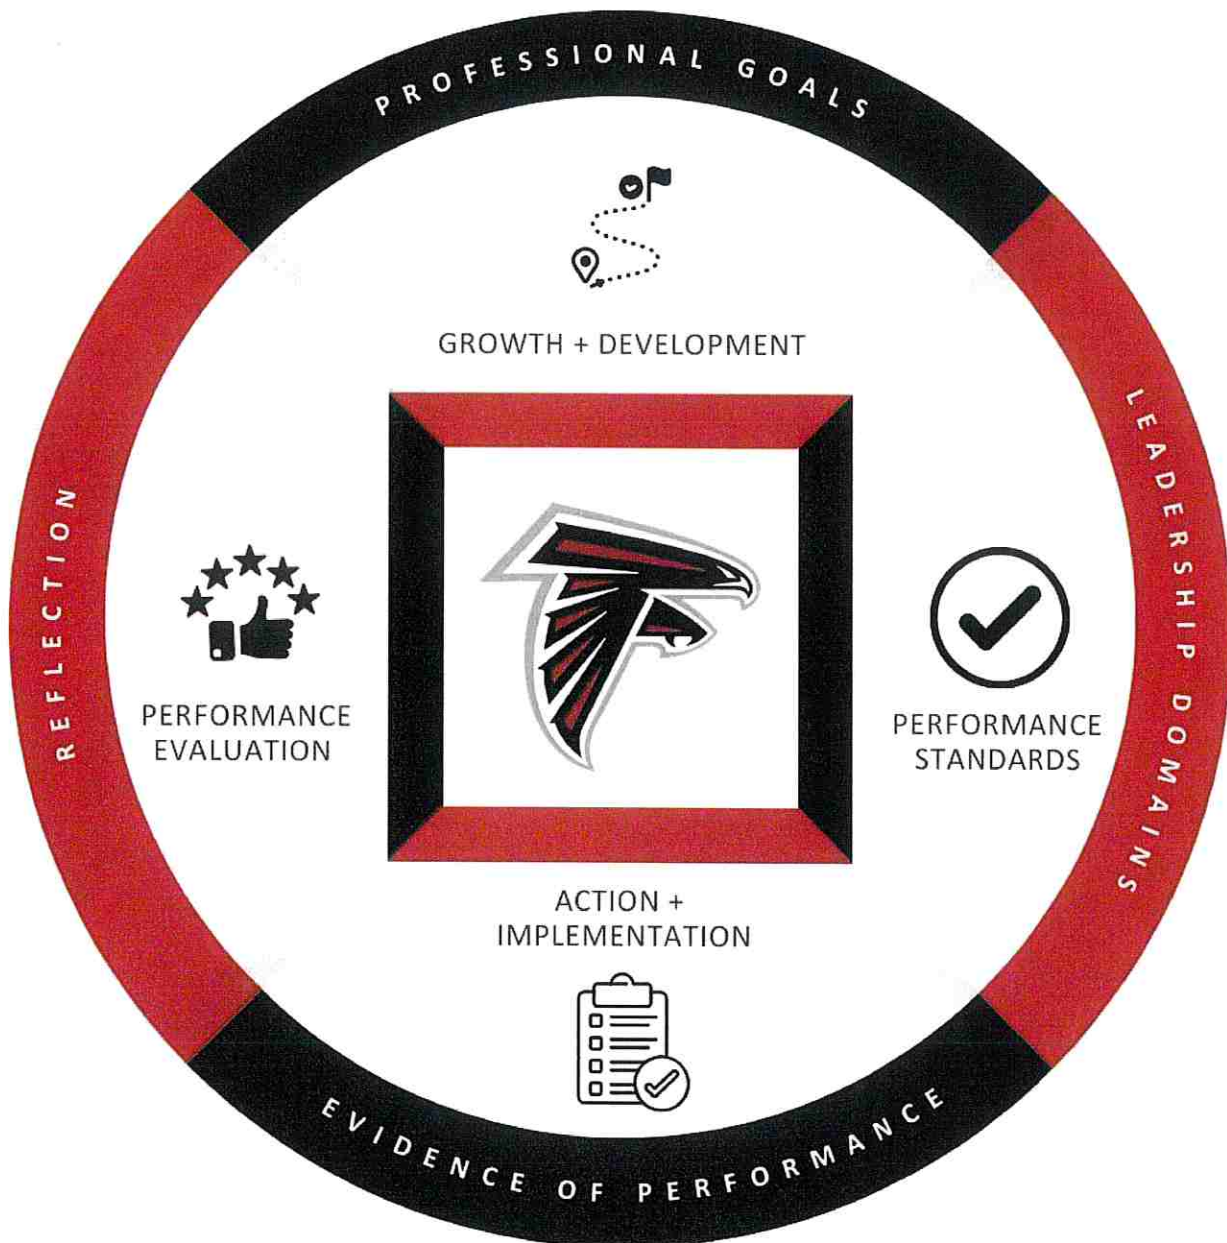 PROFESSIONAL GOALS
GROWTH + DEVELOPMENT
LEADERSHIP DOMAINS
REFLECTION
PERFORMANCE
EVALUATION
PERFORMANCE
STANDARDS
ACTION +
IMPLEMENTATION
EVIDENCE OF PERFORMANCE